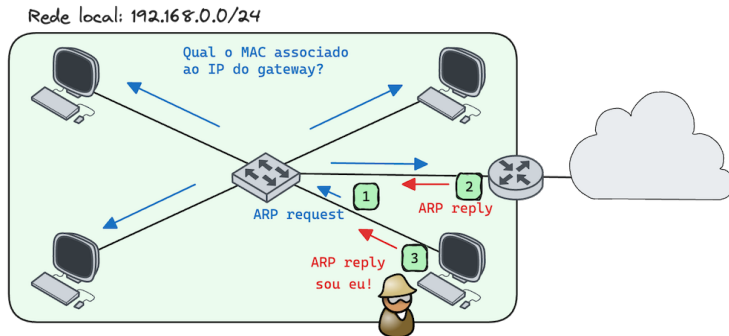 Rede local: 192.168.0.0/24
Qual o MAC associado
ao IP do gateway?
1
2
ARP request
ARP reply
3
ARP reply
sou eu!